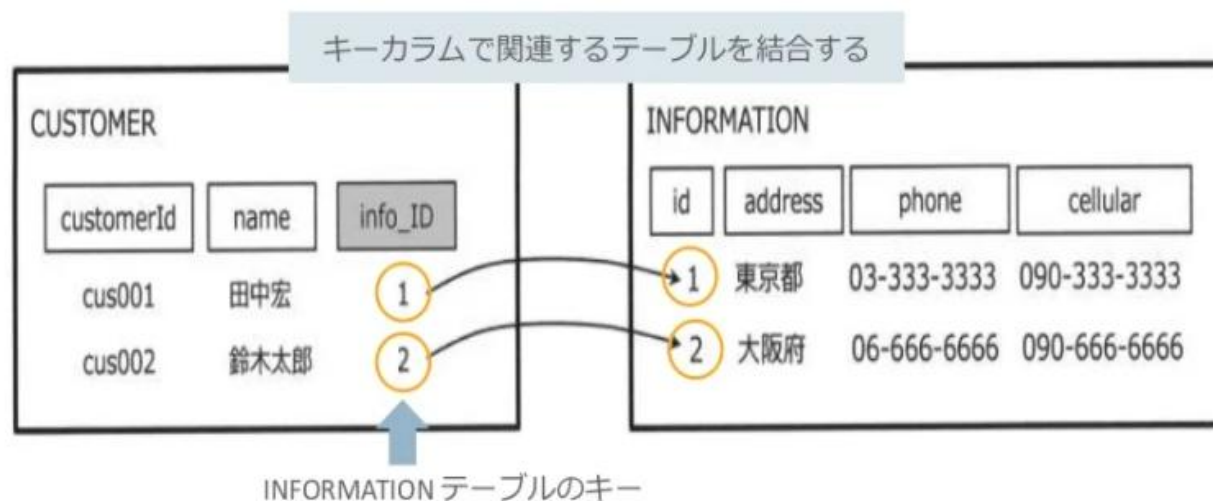 キーカラムで関連するテーブルを結合する
CUSTOMER
customerId name info_ID
cus001 田中宏 1
cus002 鈴木太郎 2
INFORMATION
id address phone cellular
1 東京都 03-333-3333 090-333-3333
2 大阪府 06-666-6666 090-666-6666
INFORMATION テーブルのキー